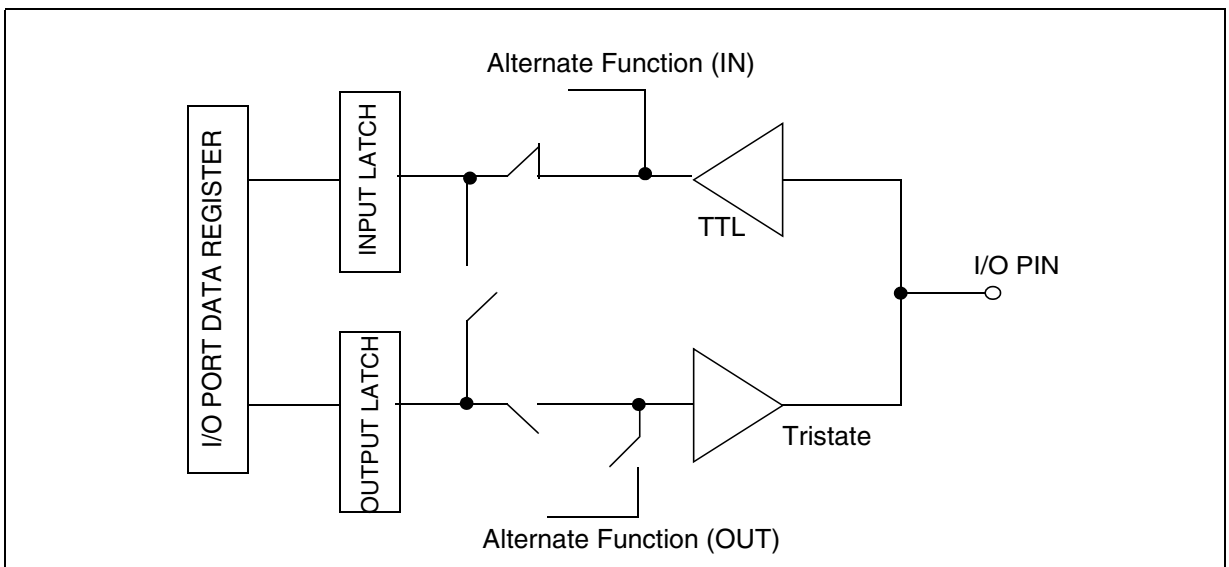 Alternate Function (IN)
I/O PORT DATA REGISTER
INPUT LATCH
TTL
I/O PIN
OUTPUT LATCH
Tristate
Alternate Function (OUT)